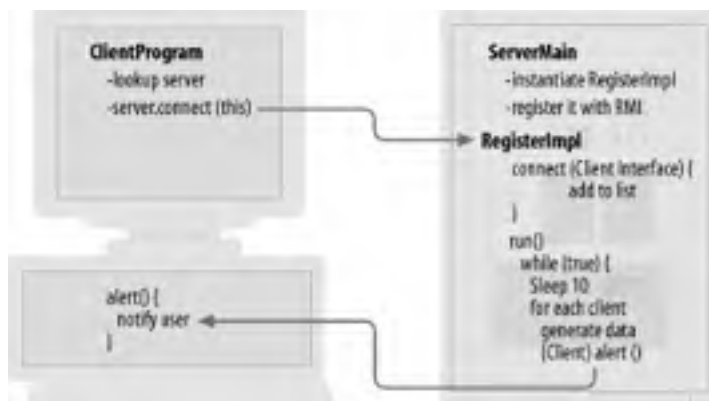 ClientProgram
-lookup server
-server.connect (this)
alert() {
notify user
}
ServerMain
-instantiate RegisterImpl
-register it with RMI
RegisterImpl
connect (Client Interface) {
add to list
}
run()
while (true) {
Sleep 10
for each client
generate data
(Client) alert ()